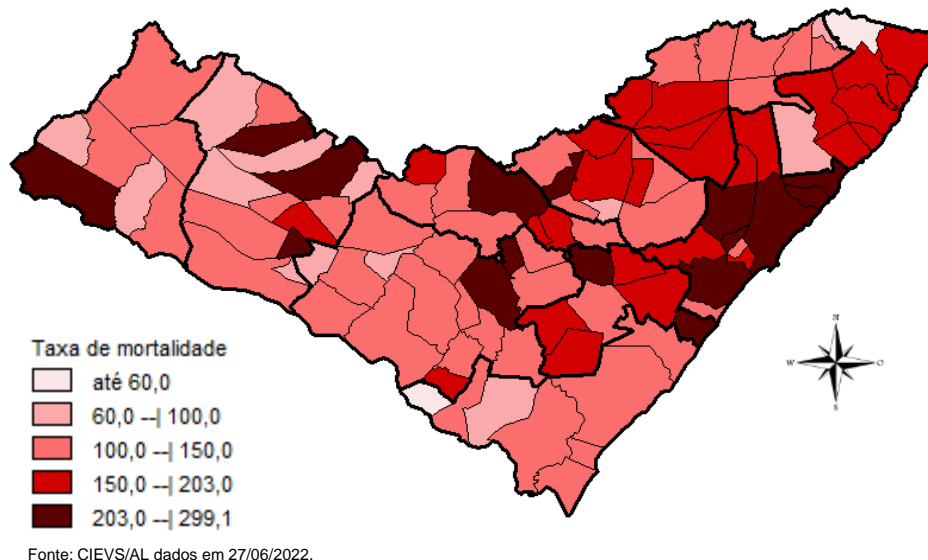 N
W
O
S
Taxa de mortalidade
até 60,0
60,0 --| 100,0
100,0 --| 150,0
150,0 --| 203,0
203,0 --| 299,1
Fonte: CIEVS/AL dados em 27/06/2022.